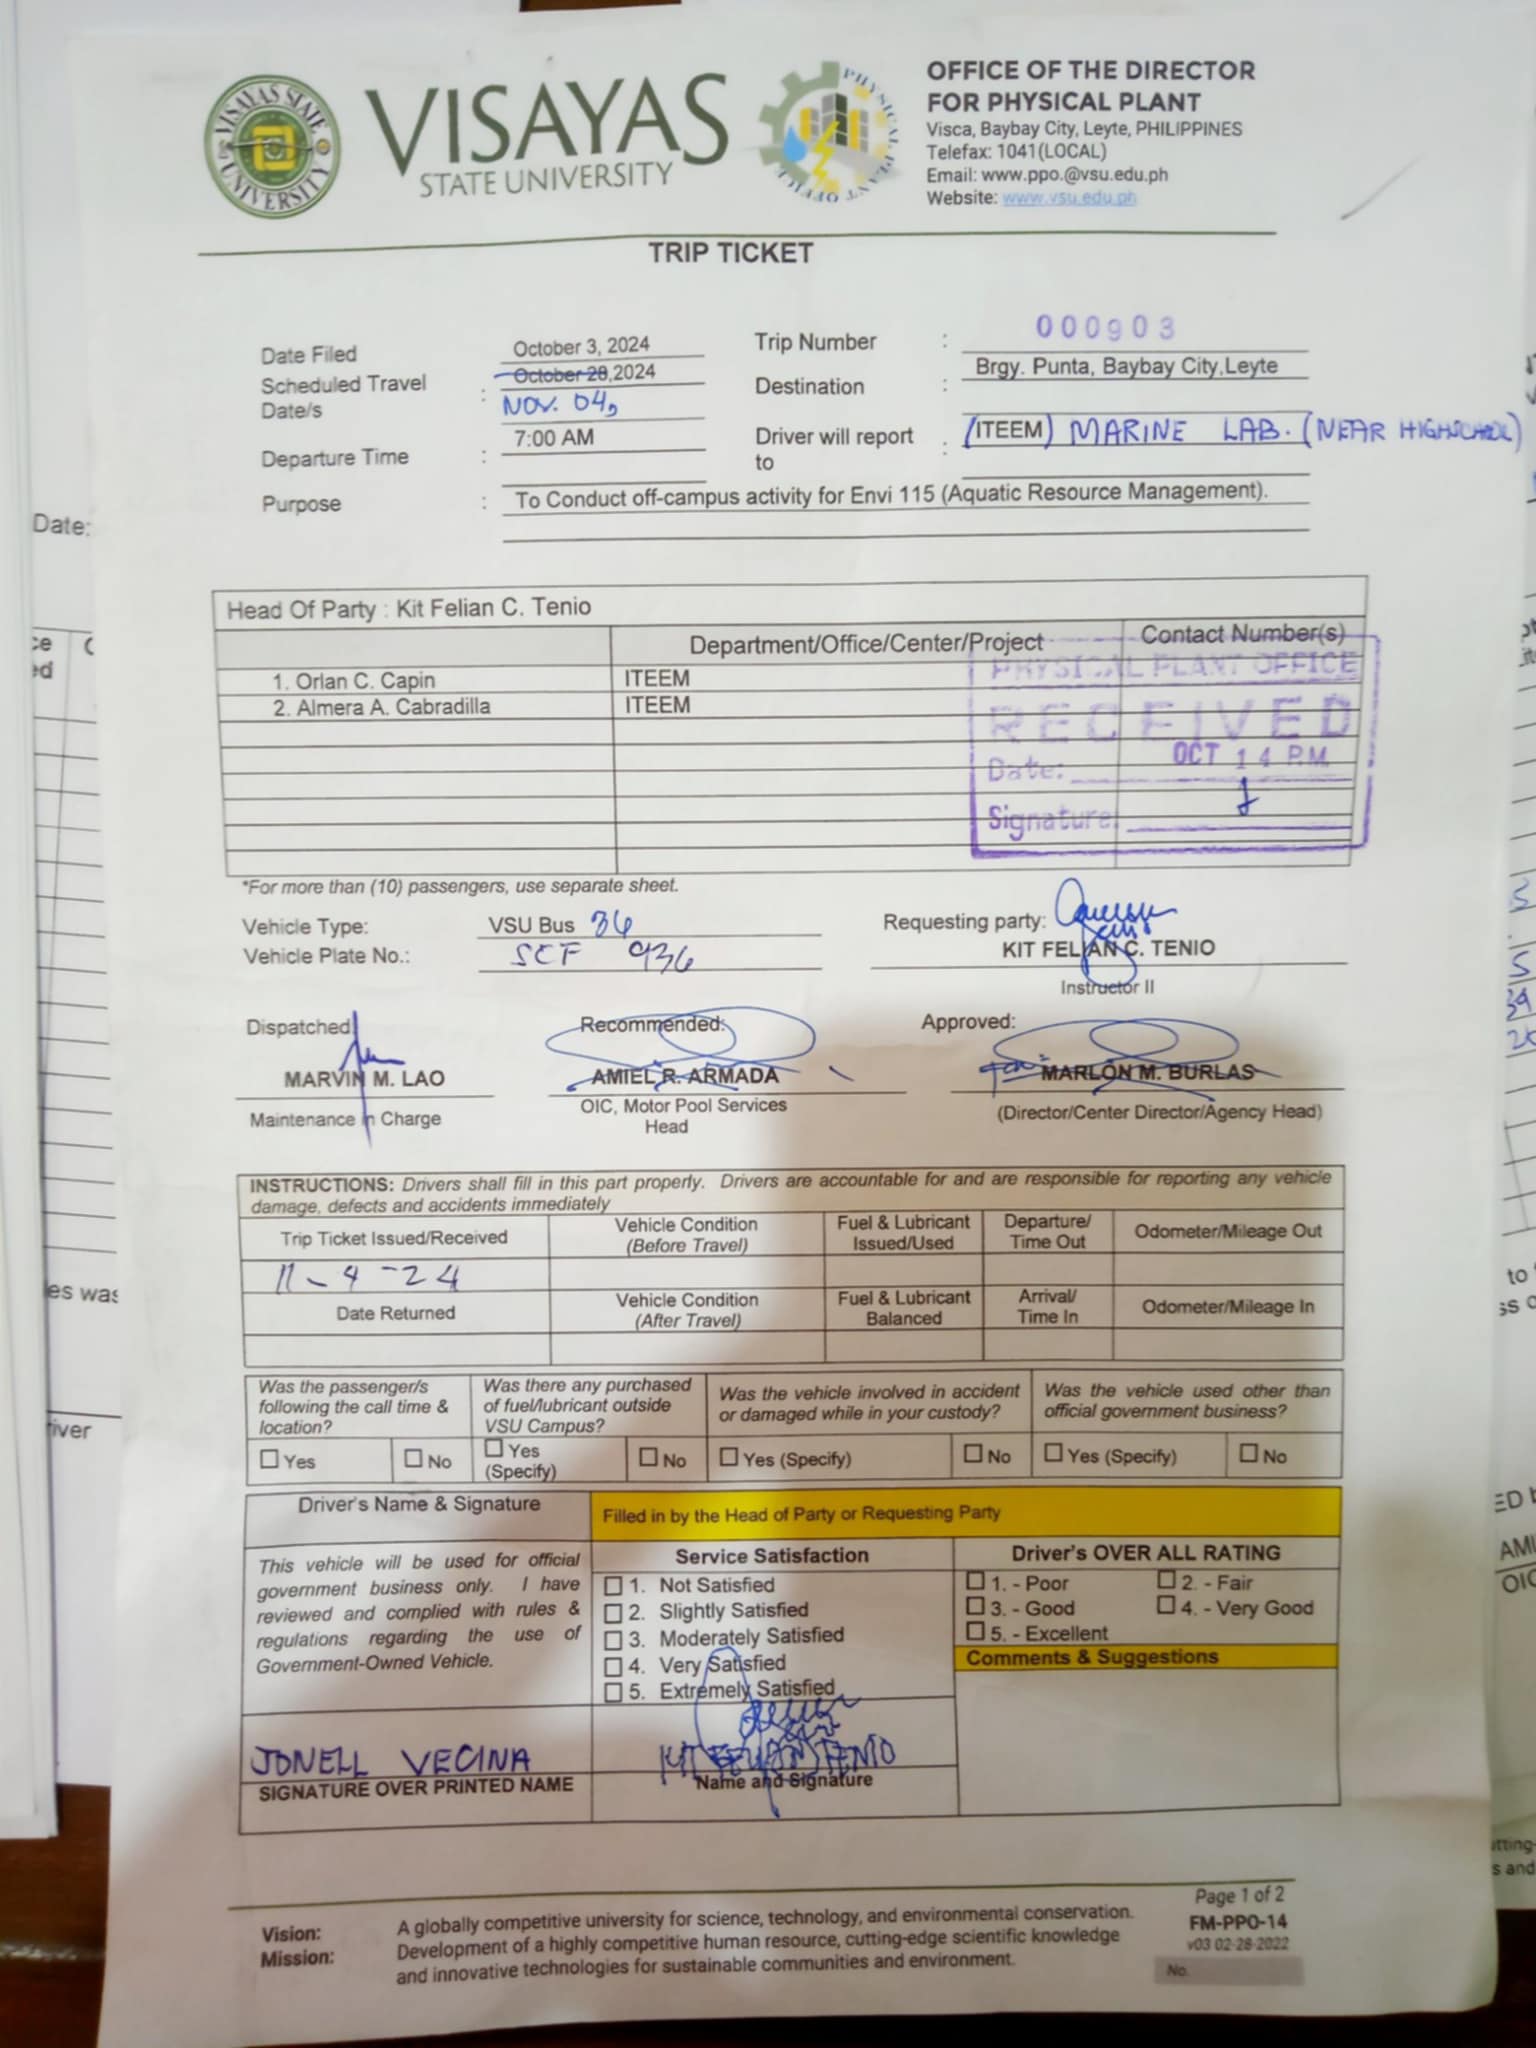 VISAYAS STATE UNIVERSITY
VISAYAS
STATE UNIVERSITY
PHYSICAL PLANT OFFICE
OFFICE OF THE DIRECTOR
FOR PHYSICAL PLANT
Visca, Baybay City, Leyte, PHILIPPINES
Telefax: 1041(LOCAL)
Email: www.ppo.@vsu.edu.ph
Website: www.vsu.edu.ph
TRIP TICKET
Date Filed October 3, 2024 Trip Number : 000903
Scheduled Travel Date/s : October 28,2024 NOV. 04, Destination : Brgy. Punta, Baybay City,Leyte
Departure Time : 7:00 AM Driver will report to : (ITEEM) MARINE LAB. (NEAR HIGHSCHOOL)
Purpose : To Conduct off-campus activity for Envi 115 (Aquatic Resource Management).
Head Of Party : Kit Felian C. Tenio
Department/Office/Center/Project Contact Number(s)
1. Orlan C. Capin ITEEM
2. Almera A. Cabradilla ITEEM
PHYSICAL PLANT OFFICE
RECEIVED
Date: OCT 14 P.M.
Signature:
*For more than (10) passengers, use separate sheet.
Vehicle Type: VSU Bus 36 Requesting party:
Vehicle Plate No.: SCF 936 KIT FELIAN C. TENIO
Instructor II
Dispatched: Recommended: Approved:
MARVIN M. LAO AMIEL R. ARMADA MARLON M. BURLAS
Maintenance in Charge OIC, Motor Pool Services Head (Director/Center Director/Agency Head)
INSTRUCTIONS: Drivers shall fill in this part properly. Drivers are accountable for and are responsible for reporting any vehicle
damage, defects and accidents immediately
Trip Ticket Issued/Received Vehicle Condition (Before Travel) Fuel & Lubricant Issued/Used Departure/ Time Out Odometer/Mileage Out
11-4-24
Date Returned Vehicle Condition (After Travel) Fuel & Lubricant Balanced Arrival/ Time In Odometer/Mileage In
Was the passenger/s following the call time & location? Was there any purchased of fuel/lubricant outside VSU Campus? Was the vehicle involved in accident or damaged while in your custody? Was the vehicle used other than official government business?
☐ Yes ☐ No ☐ Yes (Specify) ☐ No ☐ Yes (Specify) ☐ No ☐ Yes (Specify) ☐ No
Driver's Name & Signature Filled in by the Head of Party or Requesting Party
This vehicle will be used for official
government business only. I have
reviewed and complied with rules &
regulations regarding the use of
Government-Owned Vehicle.
Service Satisfaction
☐ 1. Not Satisfied
☐ 2. Slightly Satisfied
☐ 3. Moderately Satisfied
☐ 4. Very Satisfied
☐ 5. Extremely Satisfied
Driver's OVER ALL RATING
☐ 1. - Poor ☐ 2. - Fair
☐ 3. - Good ☐ 4. - Very Good
☐ 5. - Excellent
Comments & Suggestions
JONELL VECINA KIT FELIAN TENIO
SIGNATURE OVER PRINTED NAME Name and Signature
Page 1 of 2
FM-PPO-14
v03 02-28-2022
No.
Vision: A globally competitive university for science, technology, and environmental conservation.
Mission: Development of a highly competitive human resource, cutting-edge scientific knowledge
and innovative technologies for sustainable communities and environment.
Date: